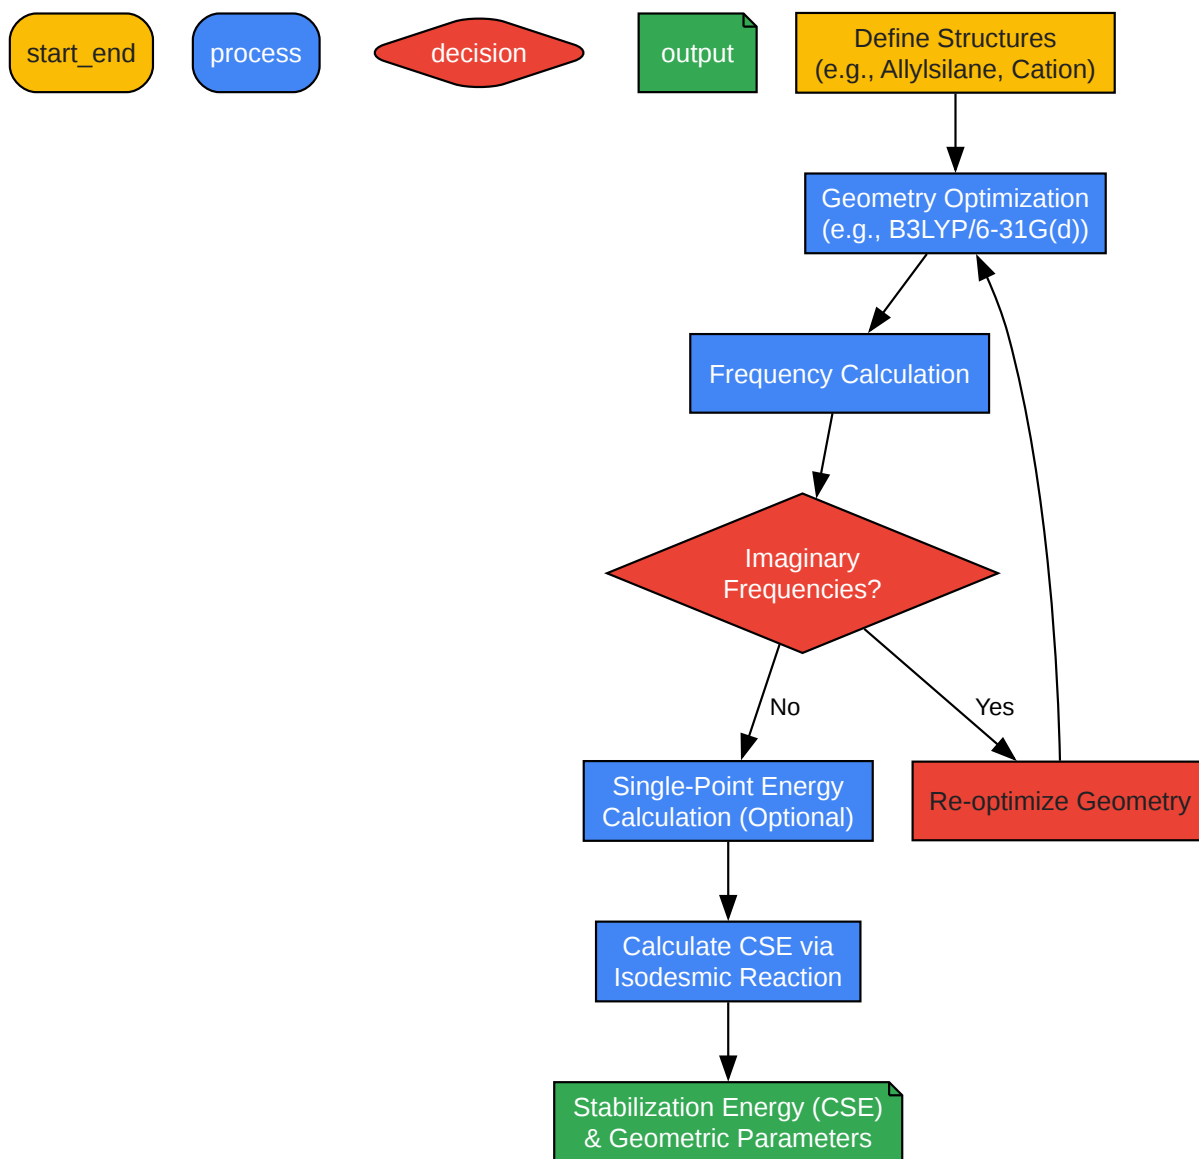 start_end
process
decision
output
Define Structures
(e.g., Allylsilane, Cation)
Geometry Optimization
(e.g., B3LYP/6-31G(d))
Frequency Calculation
Imaginary
Frequencies?
No
Yes
Single-Point Energy
Calculation (Optional)
Re-optimize Geometry
Calculate CSE via
Isodesmic Reaction
Stabilization Energy (CSE)
& Geometric Parameters